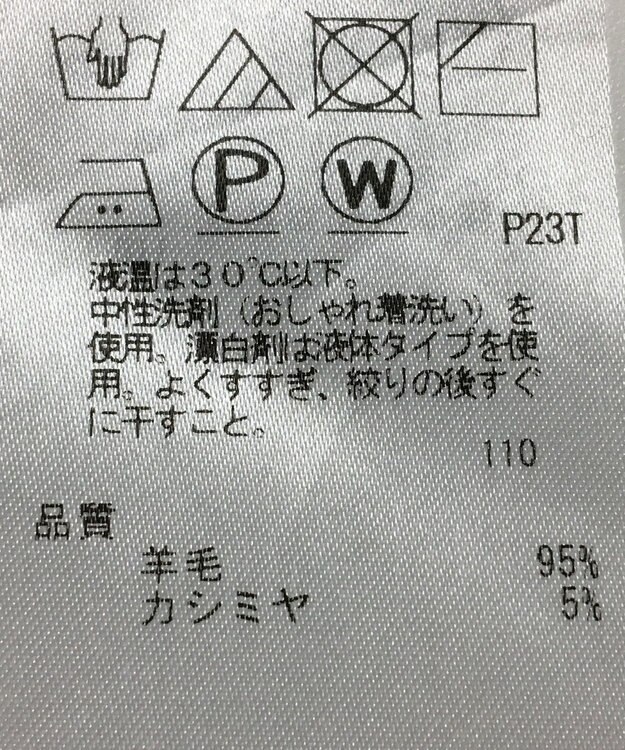 P W
P23T
液温は30℃以下。
中性洗剤(おしゃれ着洗い)を
使用。漂白剤は液体タイプを使
用。よくすすぎ、絞りの後すぐ
に干すこと。
110
品質
羊毛 95%
カシミヤ 5%